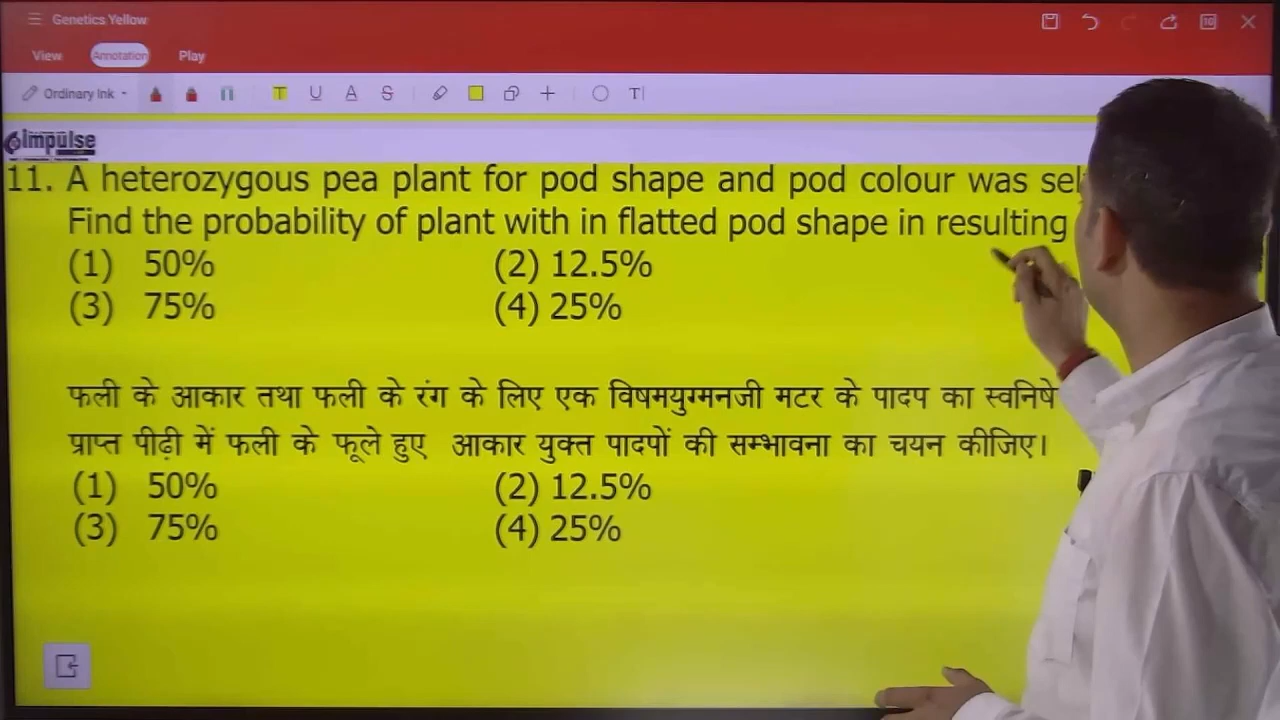 Genetics Yellow
View Annotation Play
Ordinary Ink
impulse
11. A heterozygous pea plant for pod shape and pod colour was
Find the probability of plant with in flatted pod shape in resulting
(1) 50% (2) 12.5%
(3) 75% (4) 25%
फली के आकार तथा फली के रंग के लिए एक विषमयुग्मनजी मटर के पादप का
प्राप्त पीढ़ी में फली के फूले हुए आकार युक्त पादपों की सम्भावना का चयन कीजिए।
(1) 50% (2) 12.5%
(3) 75% (4) 25%